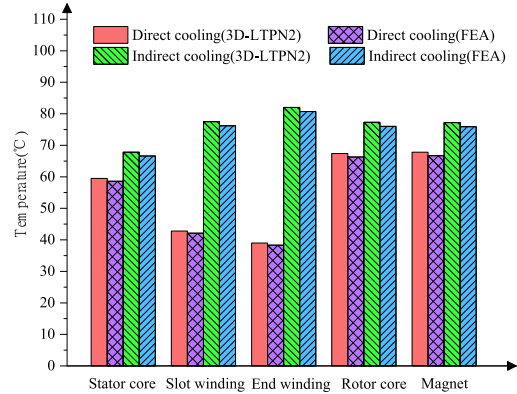 110
100
90
80
70
60
50
40
30
20
10
0
Temperature(℃)
Direct cooling(3D-LTPN2)
Direct cooling(FEA)
Indirect cooling(3D-LTPN2)
Indirect cooling(FEA)
Stator core Slot winding End winding Rotor core Magnet